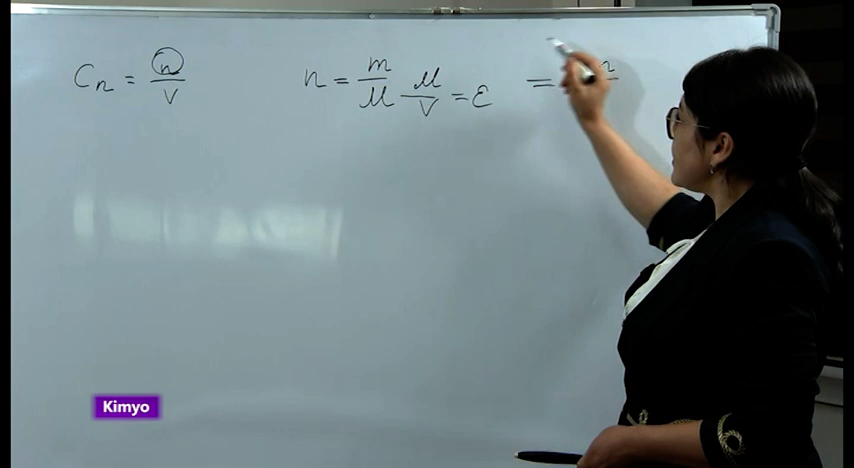 Cₙ = n/V
n = m/M M/V = ε =
Kimyo